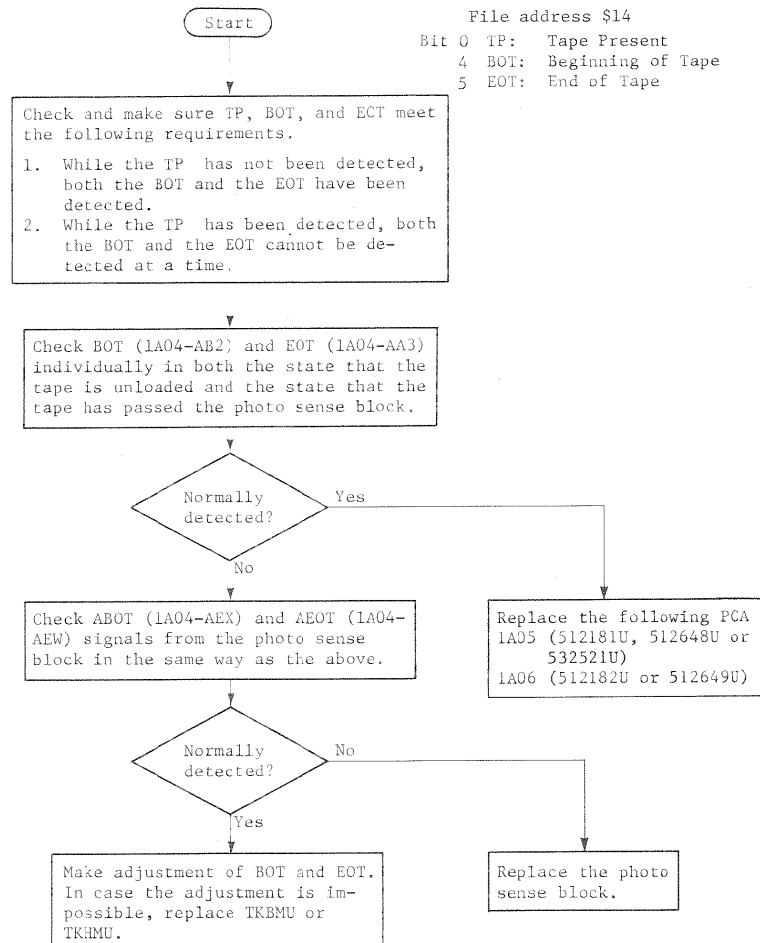 Start
File address $14
Bit 0 TP: Tape Present
4 BOT: Beginning of Tape
5 EOT: End of Tape
Check and make sure TP, BOT, and ECT meet
the following requirements.
1. While the TP has not been detected,
both the BOT and the EOT have been
detected.
2. While the TP has been detected, both
the BOT and the EOT cannot be de-
tected at a time.
Check BOT (1A04-AB2) and EOT (1A04-AA3)
individually in both the state that the
tape is unloaded and the state that the
tape has passed the photo sense block.
Normally
detected?
Yes
No
Check ABOT (1A04-AEX) and AEOT (1A04-
AEW) signals from the photo sense
block in the same way as the above.
Replace the following PCA
1A05 (512181U, 512648U or
532521U)
1A06 (512182U or 512649U)
Normally
detected?
No
Yes
Make adjustment of BOT and EOT.
In case the adjustment is im-
possible, replace TKBMU or
TKHMU.
Replace the photo
sense block.